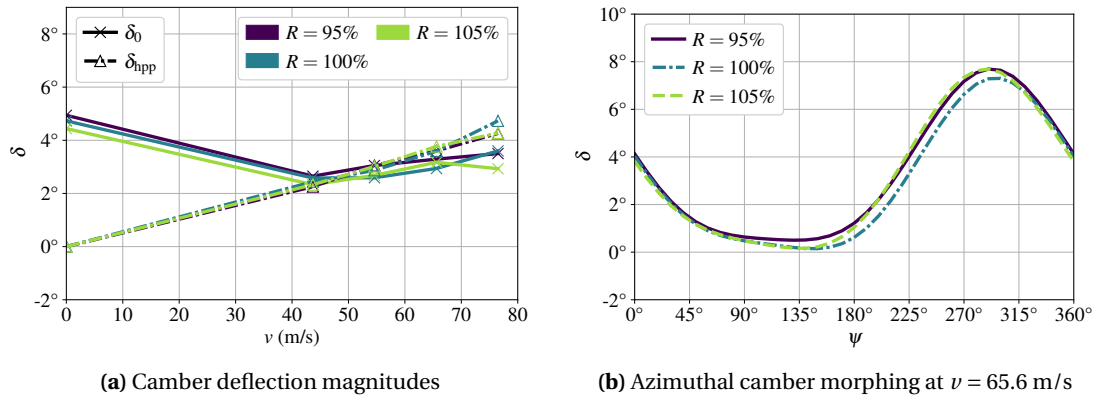 8°
6°
4°
2°
0°
-2°
δ
δ₀
δhpp
R = 95%
R = 100%
R = 105%
0 10 20 30 40 50 60 70 80
v (m/s)
(a) Camber deflection magnitudes
10°
8°
6°
4°
2°
0°
-2°
δ
R = 95%
R = 100%
R = 105%
0° 45° 90° 135° 180° 225° 270° 315° 360°
ψ
(b) Azimuthal camber morphing at v = 65.6 m/s